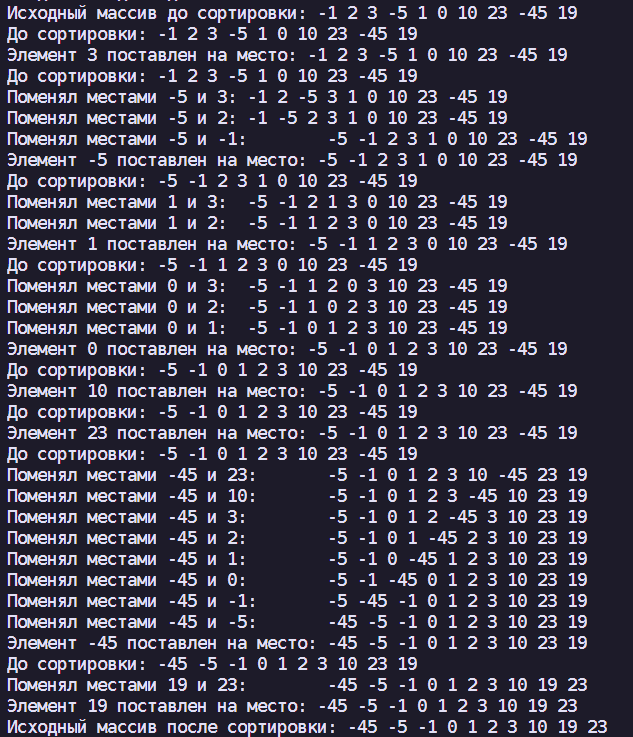 Исходный массив до сортировки: -1 2 3 -5 1 0 10 23 -45 19
До сортировки: -1 2 3 -5 1 0 10 23 -45 19
Элемент 3 поставлен на место: -1 2 3 -5 1 0 10 23 -45 19
До сортировки: -1 2 3 -5 1 0 10 23 -45 19
Поменял местами -5 и 3: -1 2 -5 3 1 0 10 23 -45 19
Поменял местами -5 и 2: -1 -5 2 3 1 0 10 23 -45 19
Поменял местами -5 и -1: -5 -1 2 3 1 0 10 23 -45 19
Элемент -5 поставлен на место: -5 -1 2 3 1 0 10 23 -45 19
До сортировки: -5 -1 2 3 1 0 10 23 -45 19
Поменял местами 1 и 3: -5 -1 2 1 3 0 10 23 -45 19
Поменял местами 1 и 2: -5 -1 1 2 3 0 10 23 -45 19
Элемент 1 поставлен на место: -5 -1 1 2 3 0 10 23 -45 19
До сортировки: -5 -1 1 2 3 0 10 23 -45 19
Поменял местами 0 и 3: -5 -1 1 2 0 3 10 23 -45 19
Поменял местами 0 и 2: -5 -1 1 0 2 3 10 23 -45 19
Поменял местами 0 и 1: -5 -1 0 1 2 3 10 23 -45 19
Элемент 0 поставлен на место: -5 -1 0 1 2 3 10 23 -45 19
До сортировки: -5 -1 0 1 2 3 10 23 -45 19
Элемент 10 поставлен на место: -5 -1 0 1 2 3 10 23 -45 19
До сортировки: -5 -1 0 1 2 3 10 23 -45 19
Элемент 23 поставлен на место: -5 -1 0 1 2 3 10 23 -45 19
До сортировки: -5 -1 0 1 2 3 10 23 -45 19
Поменял местами -45 и 23: -5 -1 0 1 2 3 10 -45 23 19
Поменял местами -45 и 10: -5 -1 0 1 2 3 -45 10 23 19
Поменял местами -45 и 3: -5 -1 0 1 2 -45 3 10 23 19
Поменял местами -45 и 2: -5 -1 0 1 -45 2 3 10 23 19
Поменял местами -45 и 1: -5 -1 0 -45 1 2 3 10 23 19
Поменял местами -45 и 0: -5 -1 -45 0 1 2 3 10 23 19
Поменял местами -45 и -1: -5 -45 -1 0 1 2 3 10 23 19
Поменял местами -45 и -5: -45 -5 -1 0 1 2 3 10 23 19
Элемент -45 поставлен на место: -45 -5 -1 0 1 2 3 10 23 19
До сортировки: -45 -5 -1 0 1 2 3 10 23 19
Поменял местами 19 и 23: -45 -5 -1 0 1 2 3 10 19 23
Элемент 19 поставлен на место: -45 -5 -1 0 1 2 3 10 19 23
Исходный массив после сортировки: -45 -5 -1 0 1 2 3 10 19 23